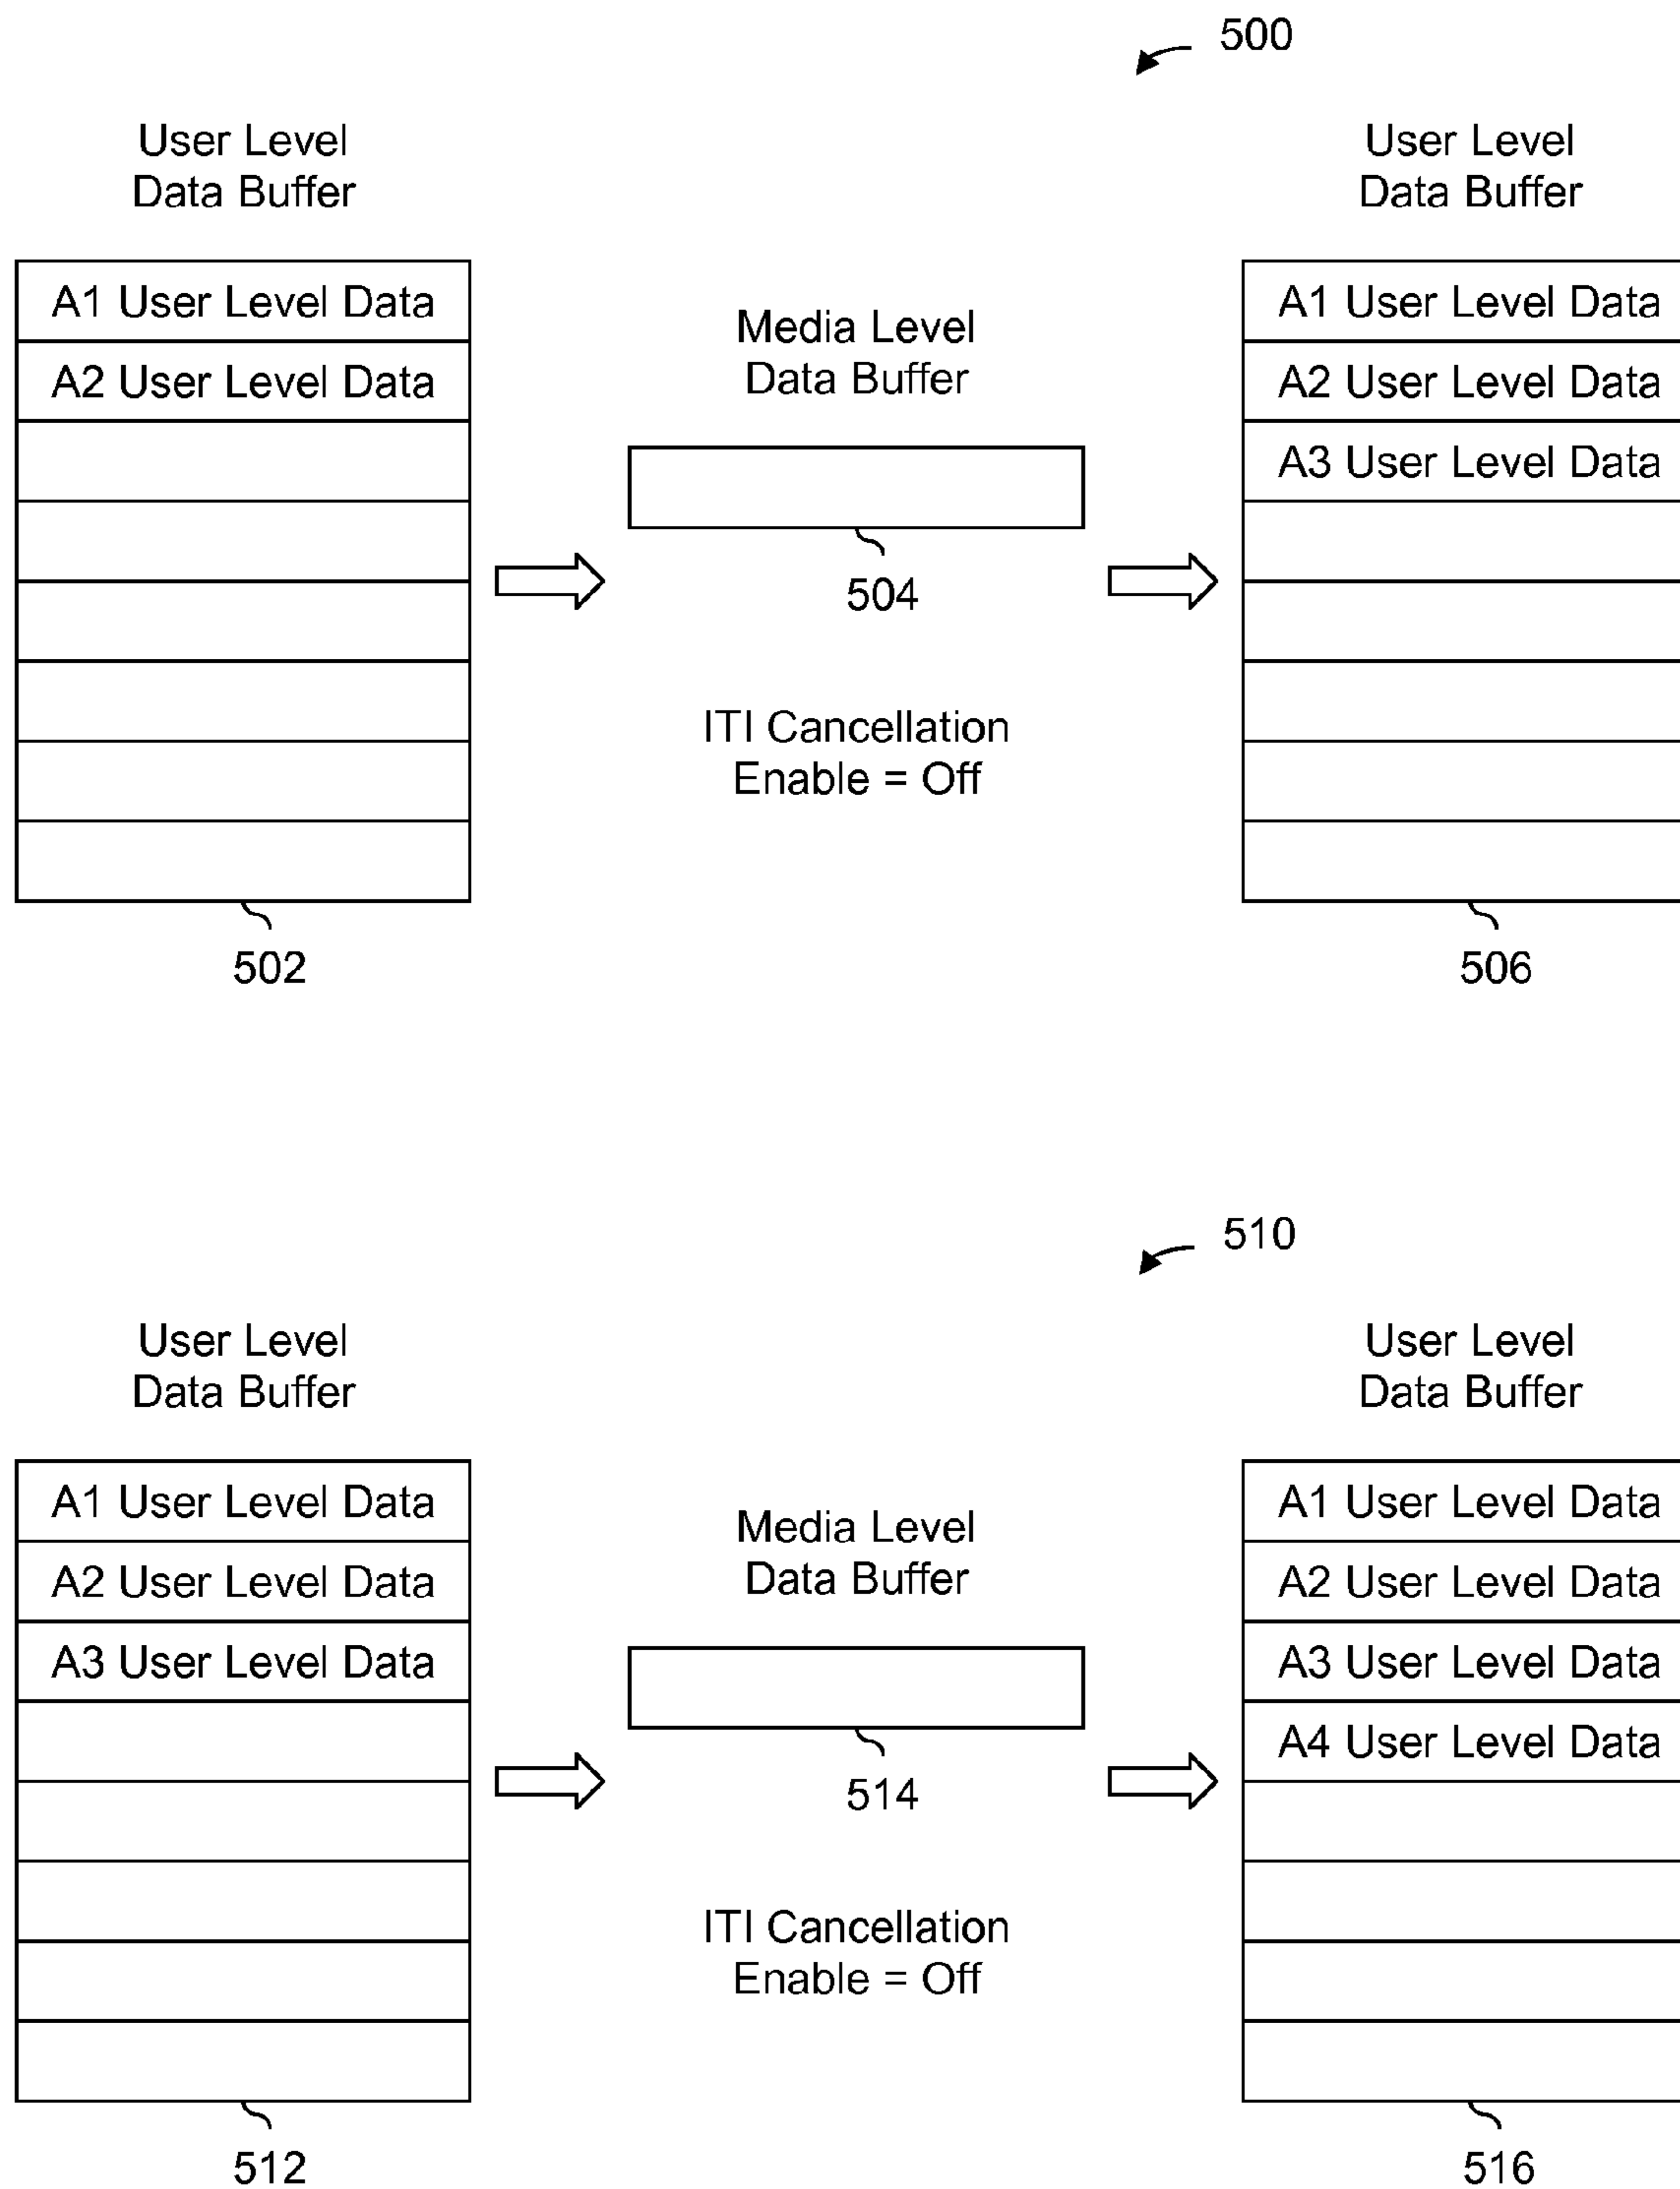 500
User Level
Data Buffer
A1 User Level Data
A2 User Level Data
502
Media Level
Data Buffer
504
ITI Cancellation
Enable = Off
User Level
Data Buffer
A1 User Level Data
A2 User Level Data
A3 User Level Data
506
510
User Level
Data Buffer
A1 User Level Data
A2 User Level Data
A3 User Level Data
512
Media Level
Data Buffer
514
ITI Cancellation
Enable = Off
User Level
Data Buffer
A1 User Level Data
A2 User Level Data
A3 User Level Data
A4 User Level Data
516